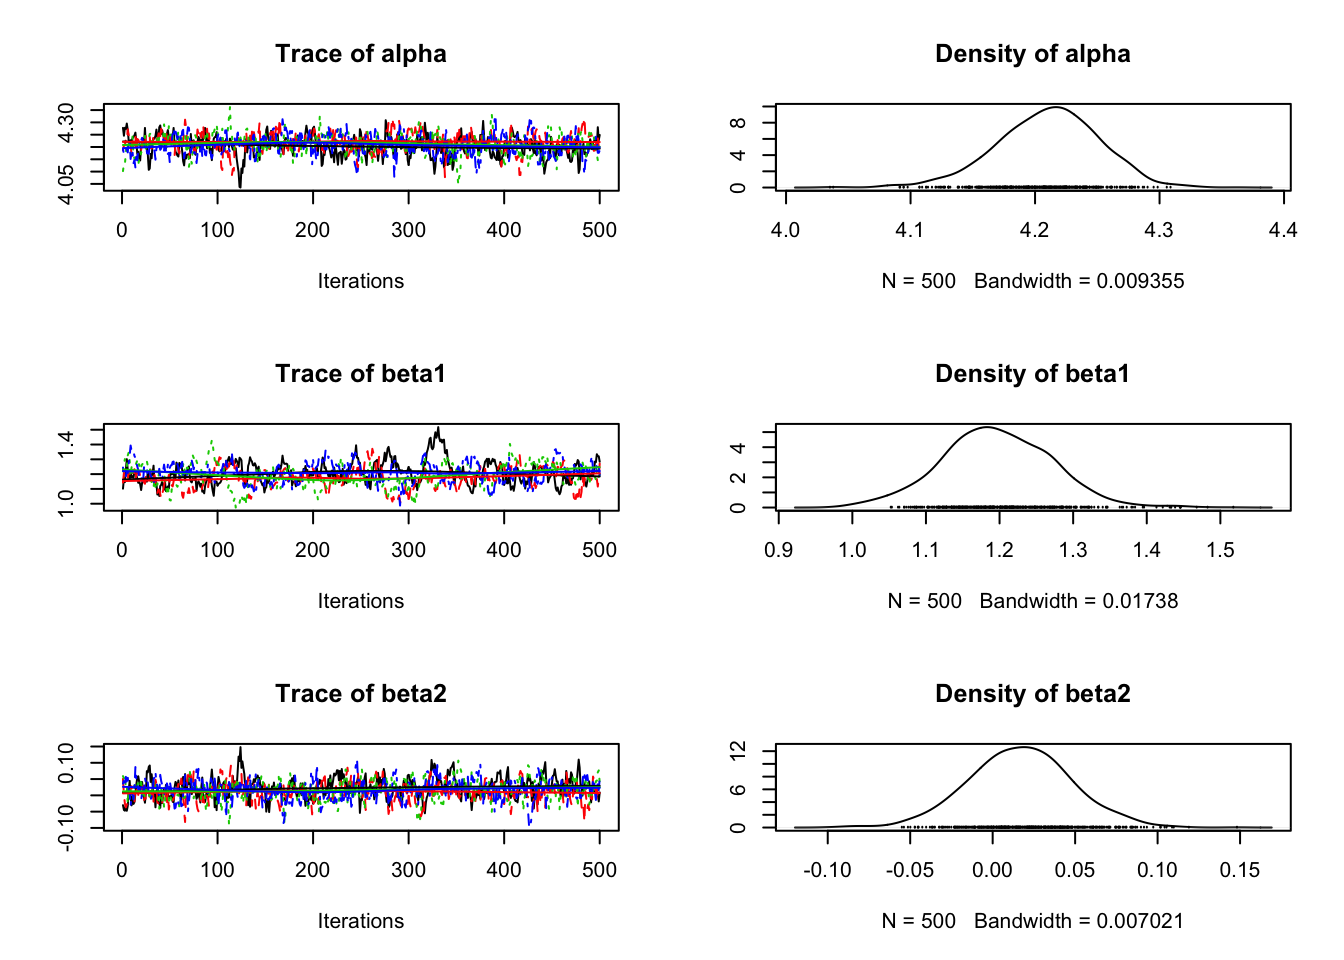 Trace of alpha
4.05 4.30
0 100 200 300 400 500
Iterations
Density of alpha
0 4 8
4.0 4.1 4.2 4.3 4.4
N = 500 Bandwidth = 0.009355
Trace of beta1
1.0 1.4
0 100 200 300 400 500
Iterations
Density of beta1
0 2 4
0.9 1.0 1.1 1.2 1.3 1.4 1.5
N = 500 Bandwidth = 0.01738
Trace of beta2
-0.10 0.10
0 100 200 300 400 500
Iterations
Density of beta2
0 6 12
-0.10 -0.05 0.00 0.05 0.10 0.15
N = 500 Bandwidth = 0.007021